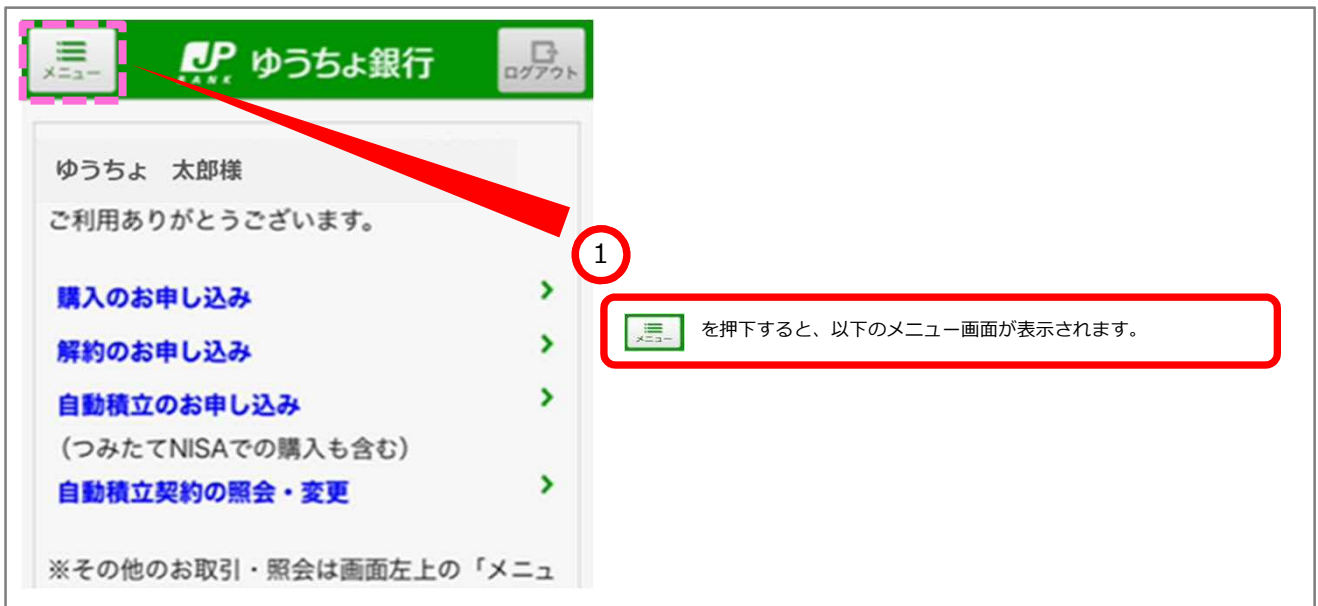 メニュー
JP BANK ゆうちょ銀行
ログアウト
ゆうちょ　太郎様
ご利用ありがとうございます。
購入のお申し込み
解約のお申し込み
自動積立のお申し込み
（つみたてNISAでの購入も含む）
自動積立契約の照会・変更
※その他のお取引・照会は画面左上の「メニュ
1
メニュー を押下すると、以下のメニュー画面が表示されます。